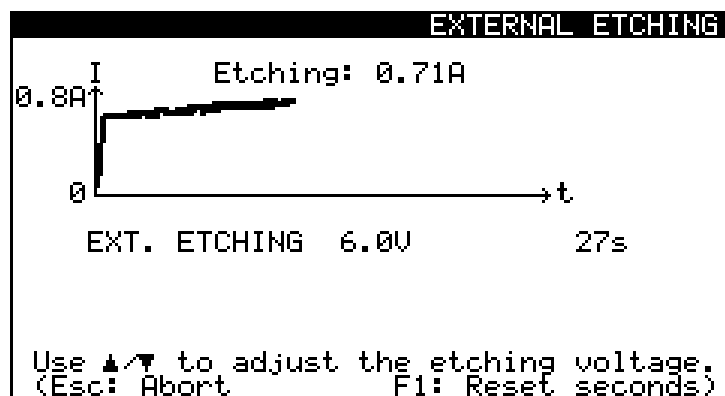 EXTERNAL ETCHING
I Etching: 0.71A
0.8A
0 t
EXT. ETCHING 6.0V 27s
Use ▲/▼ to adjust the etching voltage.
(Esc: Abort F1: Reset seconds)